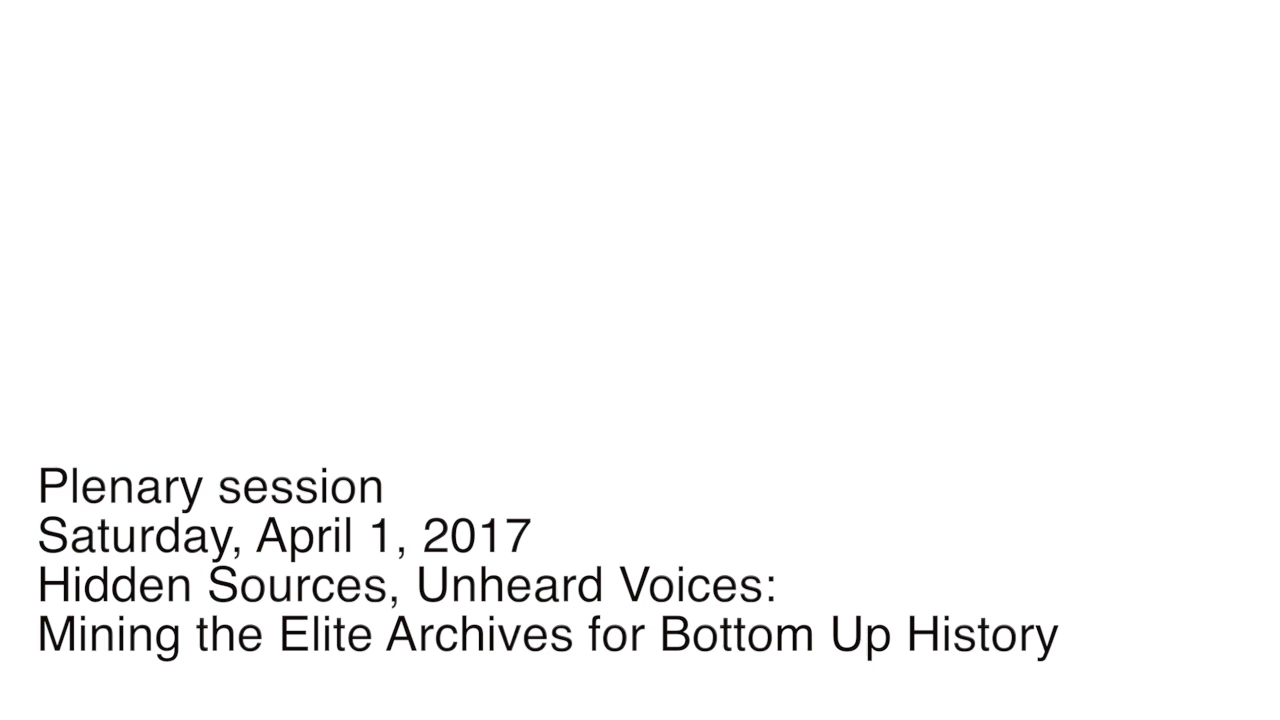 Plenary session
Saturday, April 1, 2017
Hidden Sources, Unheard Voices:
Mining the Elite Archives for Bottom Up History